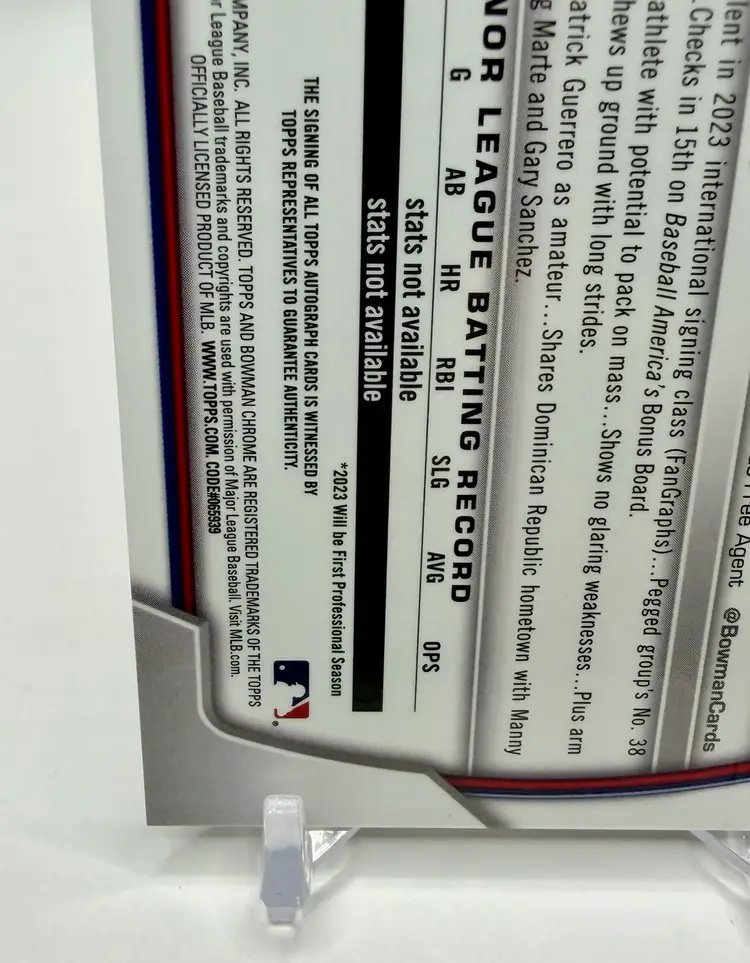 Free Agent @BowmanCards
in 2023 international signing class (FanGraphs)...Pegged group's No. 38
Checks in 15th on Baseball America's Bonus Board.
athlete with potential to pack on mass...Shows no glaring weaknesses...Plus arm
up ground with long strides.
Guerrero as amateur...Shares Dominican Republic hometown with Manny
Marte and Gary Sanchez.
LEAGUE BATTING RECORD
G AB HR RBI SLG AVG OPS
stats not available
stats not available
*2023 Will be First Professional Season
THE SIGNING OF ALL TOPPS AUTOGRAPH CARDS IS WITNESSED BY
TOPPS REPRESENTATIVES TO GUARANTEE AUTHENTICITY.
INC. ALL RIGHTS RESERVED. TOPPS AND BOWMAN CHROME ARE REGISTERED TRADEMARKS OF THE TOPPS
League Baseball trademarks and copyrights are used with permission of Major League Baseball. Visit MLB.com.
OFFICIALLY LICENSED PRODUCT OF MLB. WWW.TOPPS.COM. CODE#065939